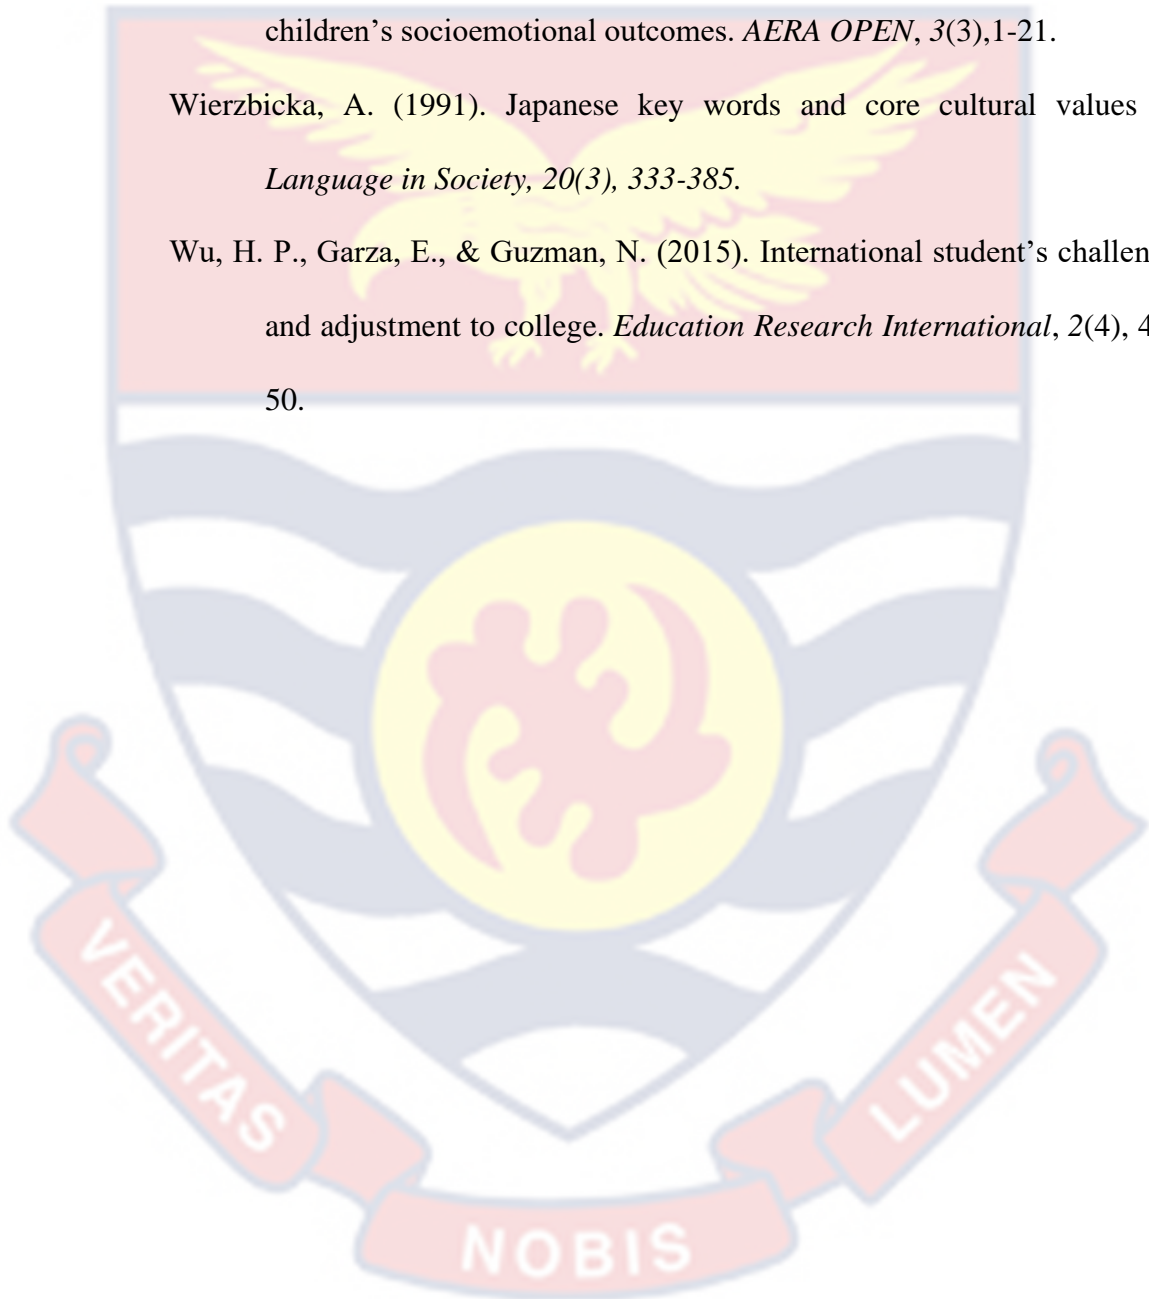 children’s socioemotional outcomes. AERA OPEN, 3(3),1-21.
Wierzbicka, A. (1991). Japanese key words and core cultural values
Language in Society, 20(3), 333-385.
Wu, H. P., Garza, E., & Guzman, N. (2015). International student’s challen
and adjustment to college. Education Research International, 2(4), 4
50.
VERITAS
NOBIS
LUMEN